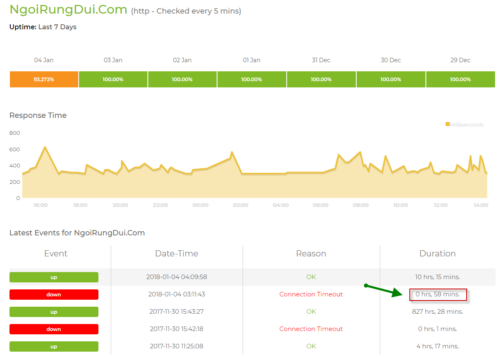 NgoiRungDui.Com (http - Checked every 5 mins)
Uptime: Last 7 Days
04 Jan 03 Jan 02 Jan 01 Jan 31 Dec 30 Dec 29 Dec
100.00% 100.00% 100.00% 100.00% 100.00% 100.00%
Response Time
800
600
400
200
Latest Events for NgoiRungDui.Com
Event Date-Time Reason Duration
up 2018-01-04 04:09:58 OK 10 hrs, 15 mins.
down 2018-01-04 03:11:43 Connection Timeout 0 hrs, 58 mins.
up 2017-11-30 15:43:27 OK 827 hrs, 28 mins.
down 2017-11-30 15:42:18 Connection Timeout 0 hrs, 1 mins.
up 2017-11-30 11:25:08 OK 4 hrs, 17 mins.